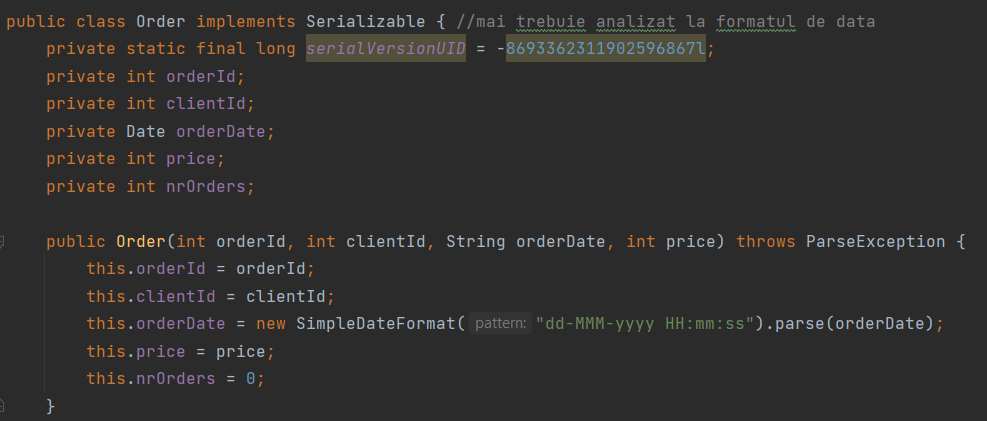 public class Order implements Serializable { //mai trebuie analizat la formatul de data
private static final long serialVersionUID = -8693362311902596867l;
private int orderId;
private int clientId;
private Date orderDate;
private int price;
private int nrOrders;
public Order(int orderId, int clientId, String orderDate, int price) throws ParseException {
this.orderId = orderId;
this.clientId = clientId;
this.orderDate = new SimpleDateFormat( pattern: "dd-MMM-yyyy HH:mm:ss").parse(orderDate);
this.price = price;
this.nrOrders = 0;
}